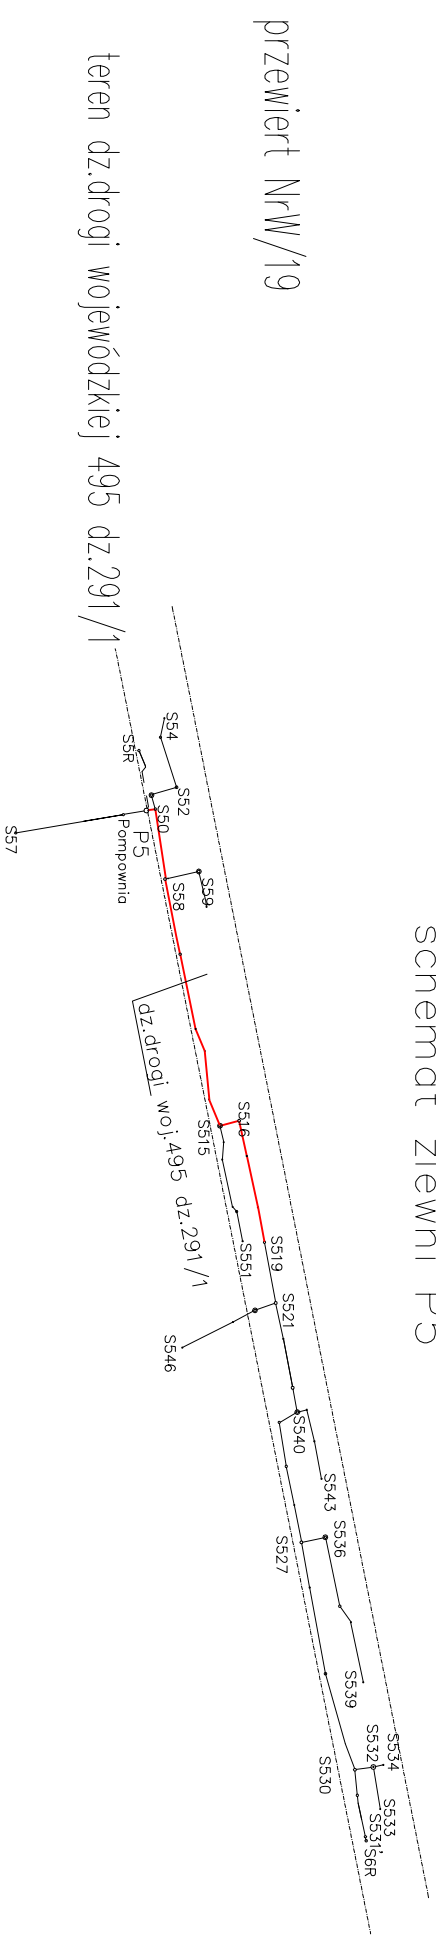 Schemat zlewni P5
przewiert NrW/19
teren dz.drogi wojewódzkiej 495 dz.291/1
S54
S52
S5R
S50
P5
Pompownia
S57
S59
S58
dz.drogi woj.495 dz.291/1
S516
S515
S551
S519
S521
S546
S540
S543
S536
S527
S539
S534
S532
S533
S530
S531'
S6R